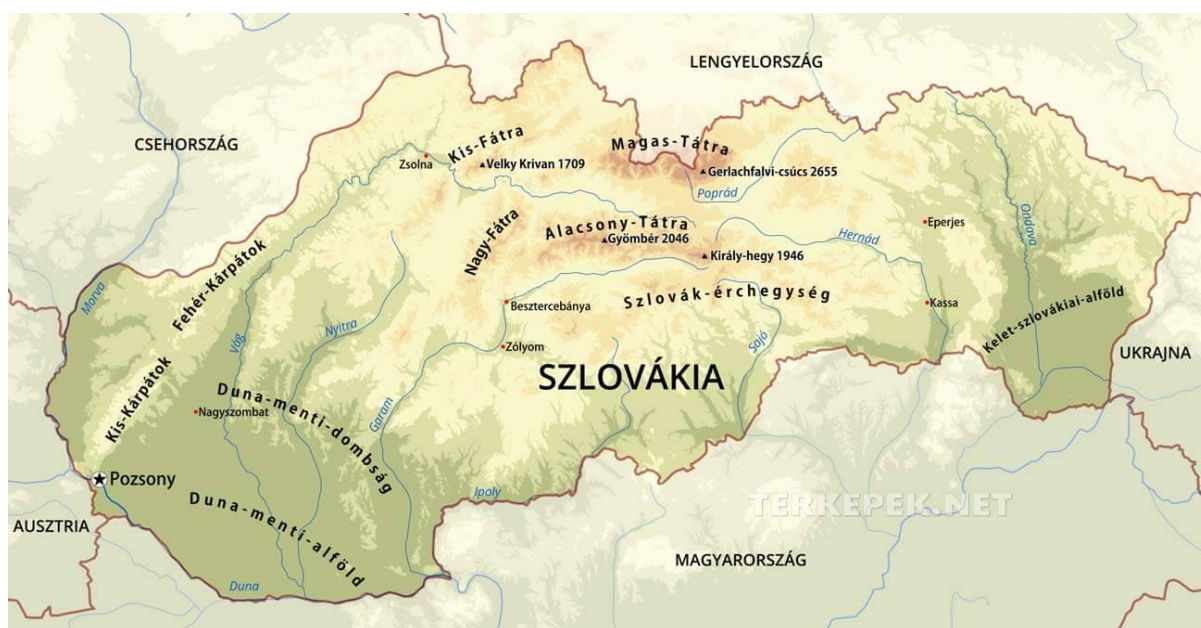 LENGYELORSZÁG
CSEHORSZÁG
Kis-Fátra
Magas-Tátra
Zsolna
Velky Krivan 1709
Gerlachfalvi-csúcs 2655
Poprád
Ondava
Nagy-Fátra
Alacsony-Tátra
Gyömbér 2046
Hernád
Eperjes
Király-hegy 1946
Fehér-Kárpátok
Morva
Vág
Nyitra
Besztercebánya
Szlovák-érchegység
Kassa
Kelet-szlovákiai-alföld
Zólyom
Sajó
UKRAJNA
SZLOVÁKIA
Kis-Kárpátok
Nagyszombat
Duna-menti-dombság
Garam
Pozsony
Ipoly
TERKEPEK.NET
AUSZTRIA
Duna-menti-alföld
MAGYARORSZÁG
Duna